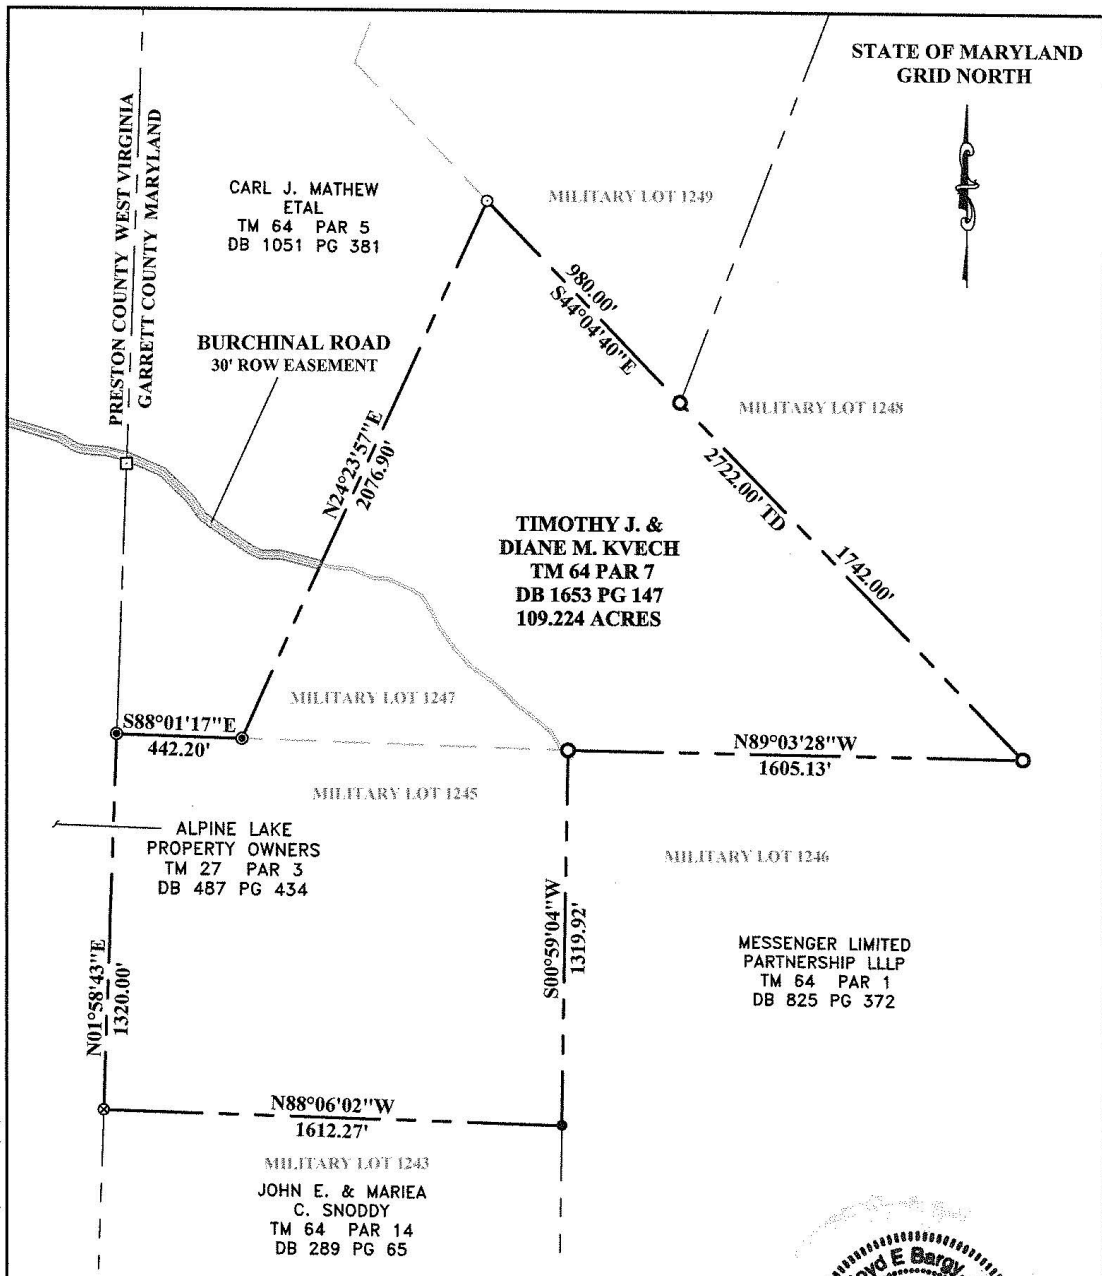 STATE OF MARYLAND
GRID NORTH
PRESTON COUNTY WEST VIRGINIA
GARRETT COUNTY MARYLAND
CARL J. MATHEW
ETAL
TM 64 PAR 5
DB 1051 PG 381
MILITARY LOT 1249
980.00'
S44°04'40"E
BURCHINAL ROAD
30' ROW EASEMENT
MILITARY LOT 1248
N24°23'57"E
2076.90'
2722.00' TD
1742.00'
TIMOTHY J. &
DIANE M. KVECH
TM 64 PAR 7
DB 1653 PG 147
109.224 ACRES
MILITARY LOT 1247
S88°01'17"E
442.20'
N89°03'28"W
1605.13'
MILITARY LOT 1245
ALPINE LAKE
PROPERTY OWNERS
TM 27 PAR 3
DB 487 PG 434
MILITARY LOT 1246
S00°59'04"W
1319.92'
MESSENGER LIMITED
PARTNERSHIP LLLP
TM 64 PAR 1
DB 825 PG 372
N01°58'43"E
1320.00'
N88°06'02"W
1612.27'
MILITARY LOT 1243
JOHN E. & MARIEA
C. SNODDY
TM 64 PAR 14
DB 289 PG 65
E Bargy